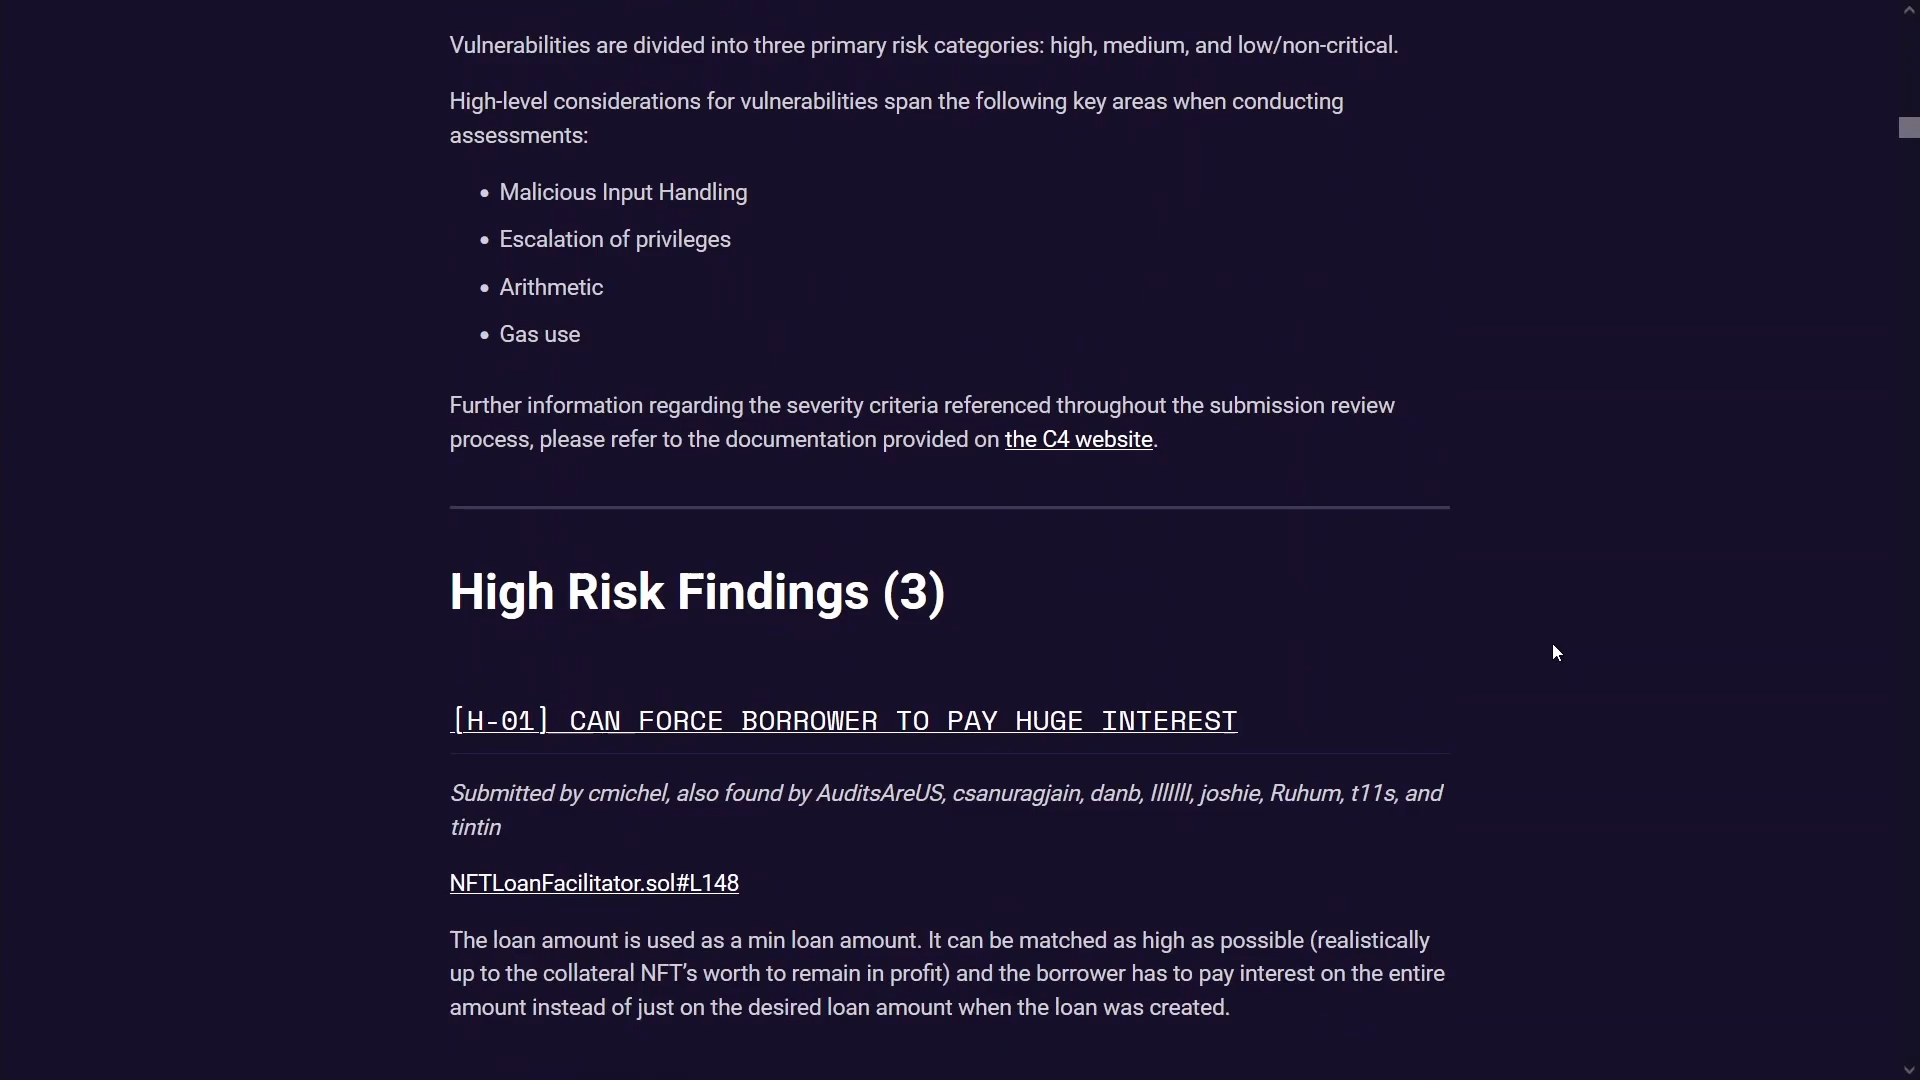 Vulnerabilities are divided into three primary risk categories: high, medium, and low/non-critical.
High-level considerations for vulnerabilities span the following key areas when conducting
assessments:
• Malicious Input Handling
• Escalation of privileges
• Arithmetic
• Gas use
Further information regarding the severity criteria referenced throughout the submission review
process, please refer to the documentation provided on the C4 website.
High Risk Findings (3)
[H-01] CAN FORCE BORROWER TO PAY HUGE INTEREST
Submitted by cmichel, also found by AuditsAreUS, csanuragjain, danb, joshie, Ruhum, t11s, and
tintin
NFTLoanFacilitator.sol#L148
The loan amount is used as a min loan amount. It can be matched as high as possible (realistically
up to the collateral NFT’s worth to remain in profit) and the borrower has to pay interest on the entire
amount instead of just on the desired loan amount when the loan was created.